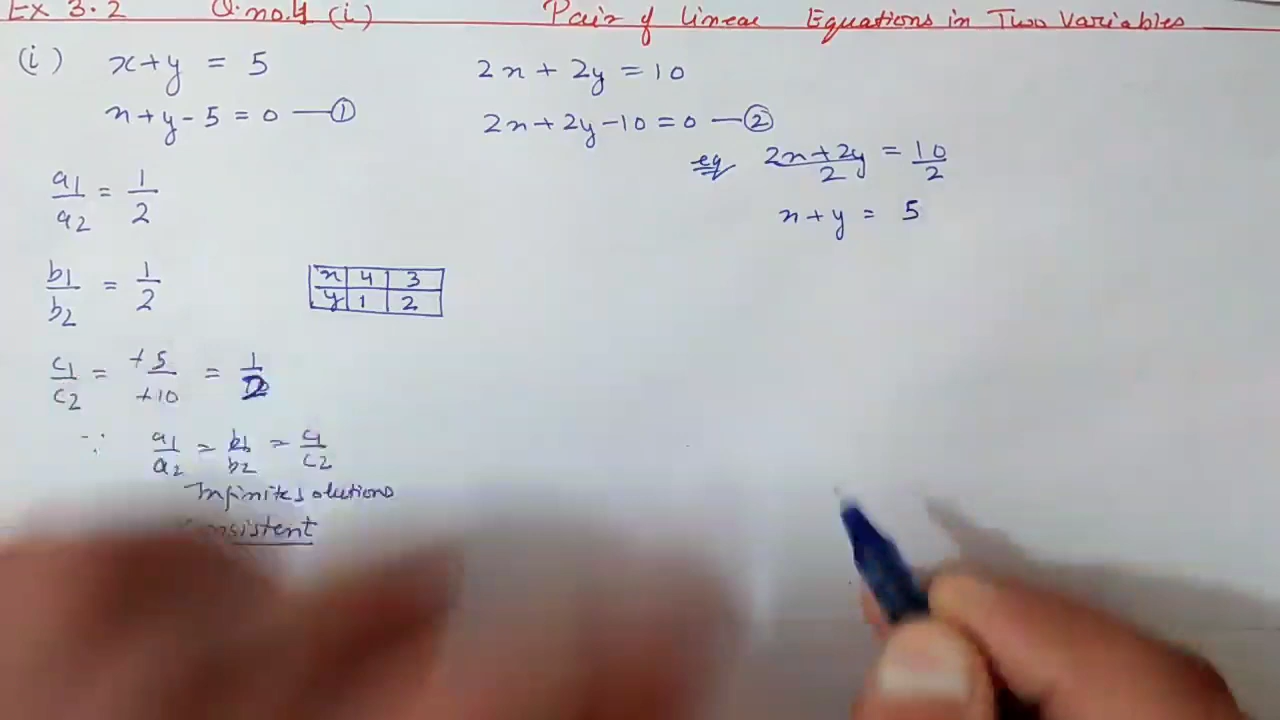 Ex 3.2 Q.no.4 (i) Pair of Linear Equations in Two Variables
(i) x+y = 5 2x + 2y = 10
x+y-5 = 0 —① 2x+2y-10 = 0 —②
eq 2x+2y/2 = 10/2
x+y = 5
a1/a2 = 1/2
b1/b2 = 1/2
x 4 3
y 1 2
c1/c2 = +5/+10 = 1/2
∵ a1/a2 = b1/b2 = c1/c2
Infinite solutions